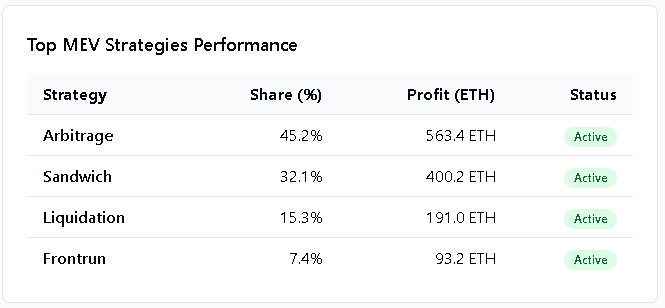 Top MEV Strategies Performance
Strategy Share (%) Profit (ETH) Status
Arbitrage 45.2% 563.4 ETH Active
Sandwich 32.1% 400.2 ETH Active
Liquidation 15.3% 191.0 ETH Active
Frontrun 7.4% 93.2 ETH Active